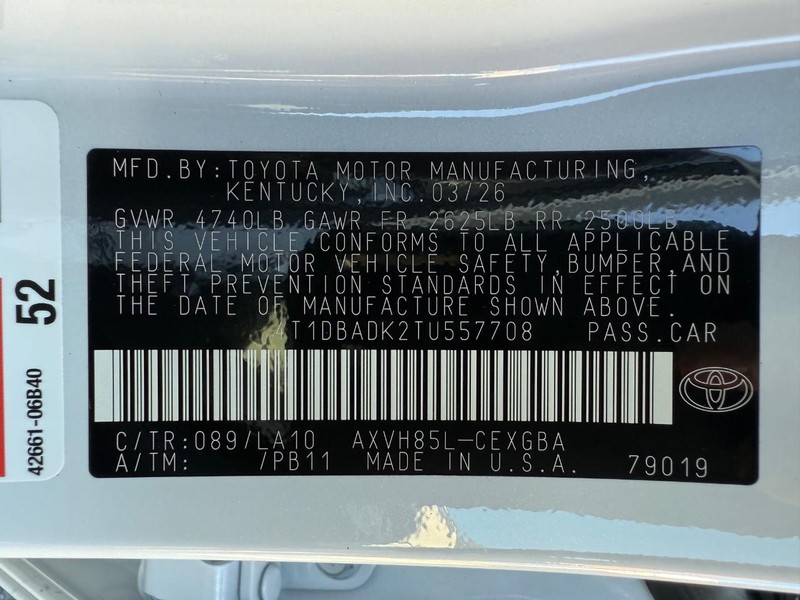 MFD.BY:TOYOTA MOTOR MANUFACTURING,
KENTUCKY, INC.03/26
GVWR 4740LB GAWR FR 2625LB RR 2500LB
THIS VEHICLE CONFORMS TO ALL APPLICABLE
FEDERAL MOTOR VEHICLE SAFETY,BUMPER,AND
THEFT PREVENTION STANDARDS IN EFFECT ON
THE DATE OF MANUFACTURE SHOWN ABOVE.
4T1DBADK2TU557708 PASS.CAR
C/TR:089/LA10 AXVH85L-CEXGBA
A/TM: /PB11 MADE IN U.S.A. 79019
52
42661-06B40